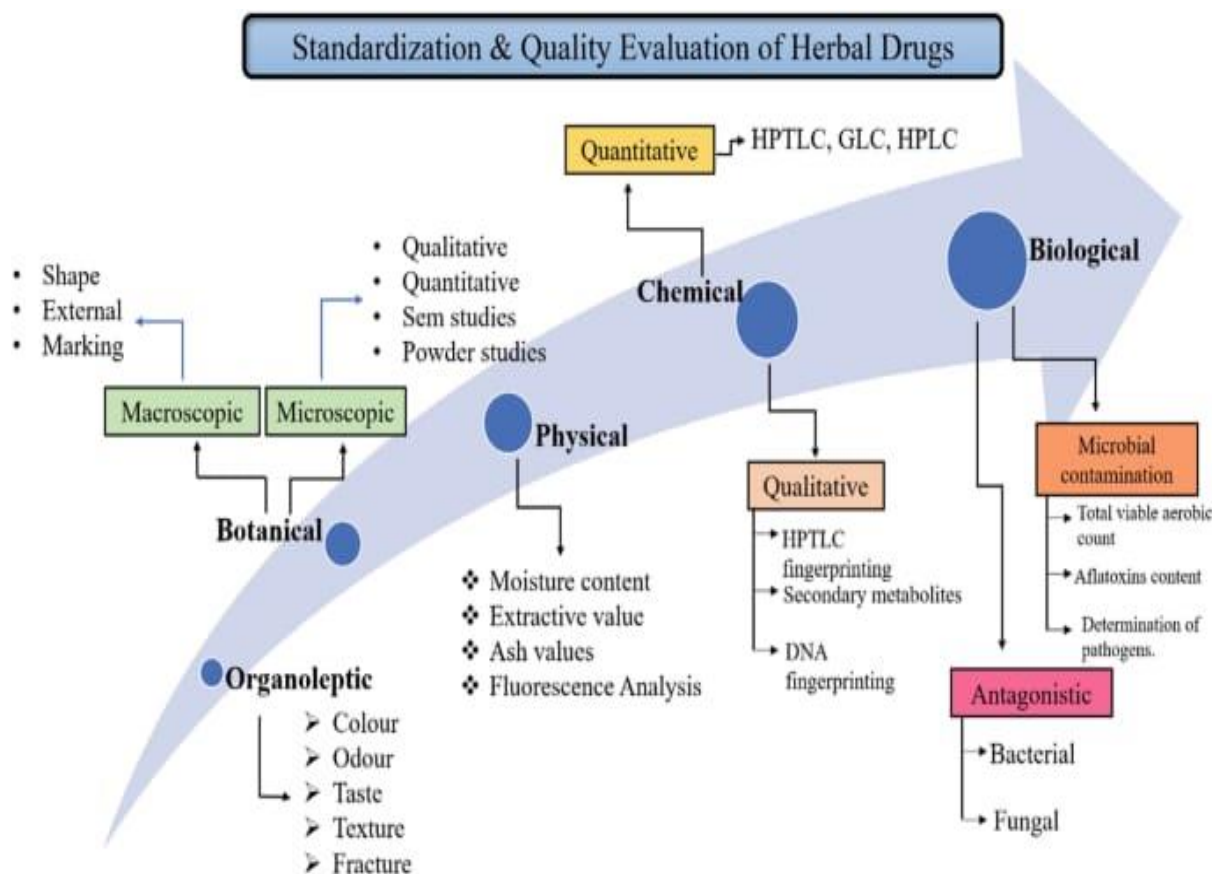 Standardization & Quality Evaluation of Herbal Drugs
Quantitative
HPTLC, GLC, HPLC
• Shape
• External
• Marking
• Qualitative
• Quantitative
• Sem studies
• Powder studies
Macroscopic
Microscopic
Botanical
Organoleptic
➢ Colour
➢ Odour
➢ Taste
➢ Texture
➢ Fracture
Physical
❖ Moisture content
❖ Extractive value
❖ Ash values
❖ Fluorescence Analysis
Chemical
Qualitative
HPTLC
fingerprinting
Secondary metabolites
DNA
fingerprinting
Biological
Microbial
contamination
Total viable aerobic
count
Aflatoxins content
Determination of
pathogens.
Antagonistic
Bacterial
Fungal